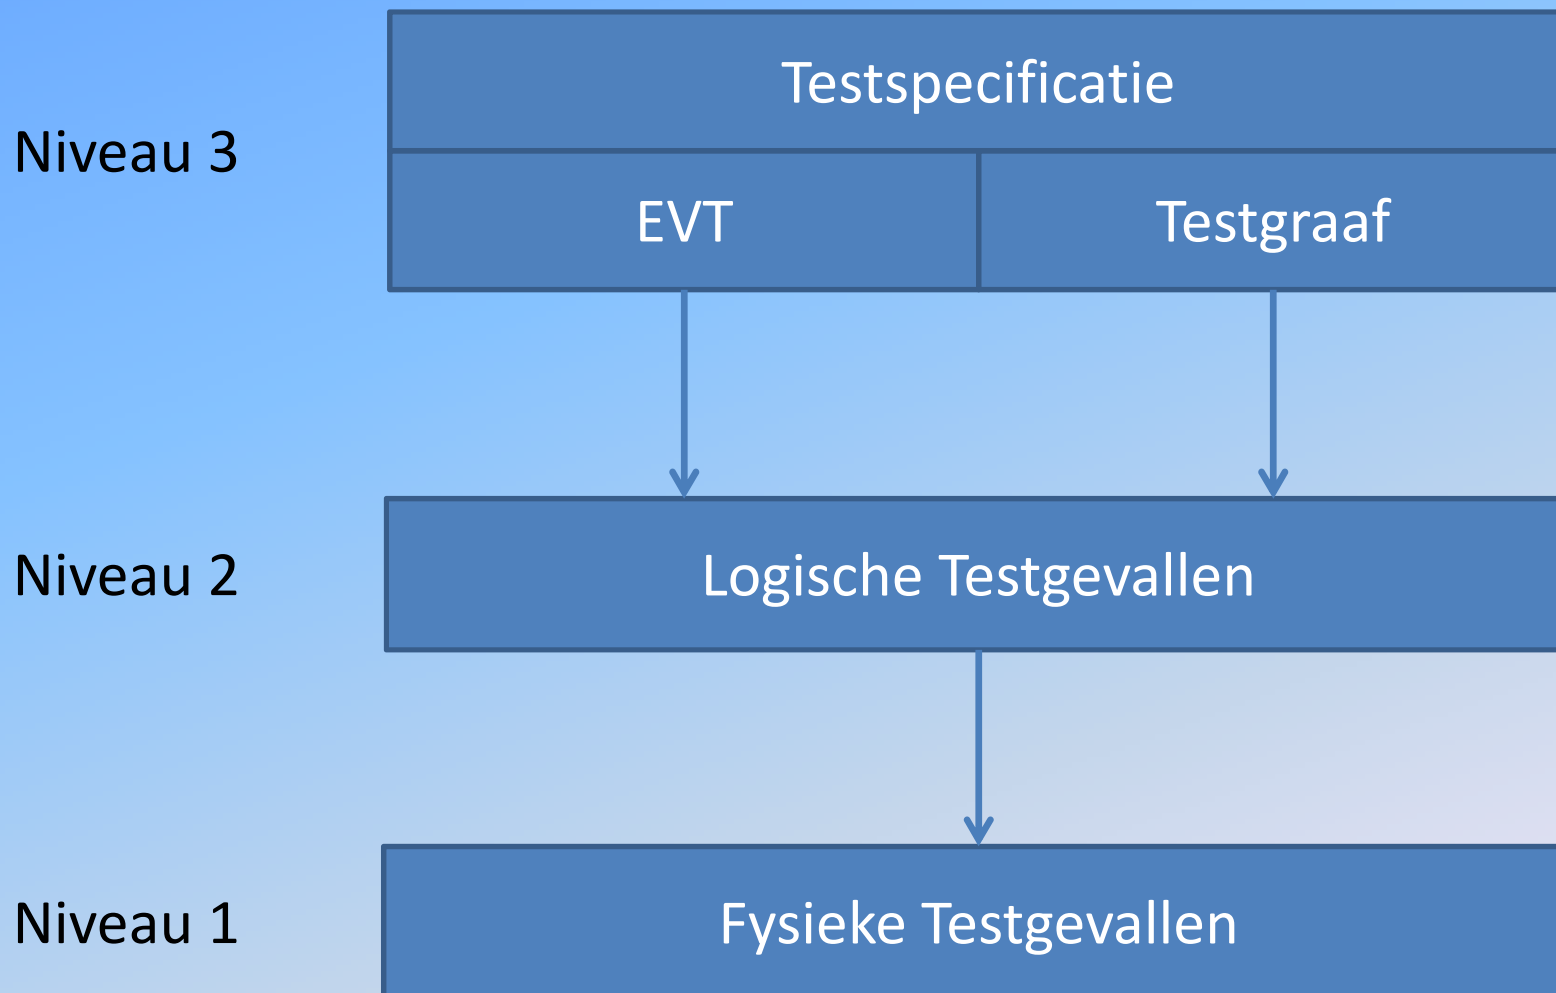 Testspecificatie
Niveau 3
EVT
Testgraaf
Niveau 2
Logische Testgevallen
Niveau 1
Fysieke Testgevallen